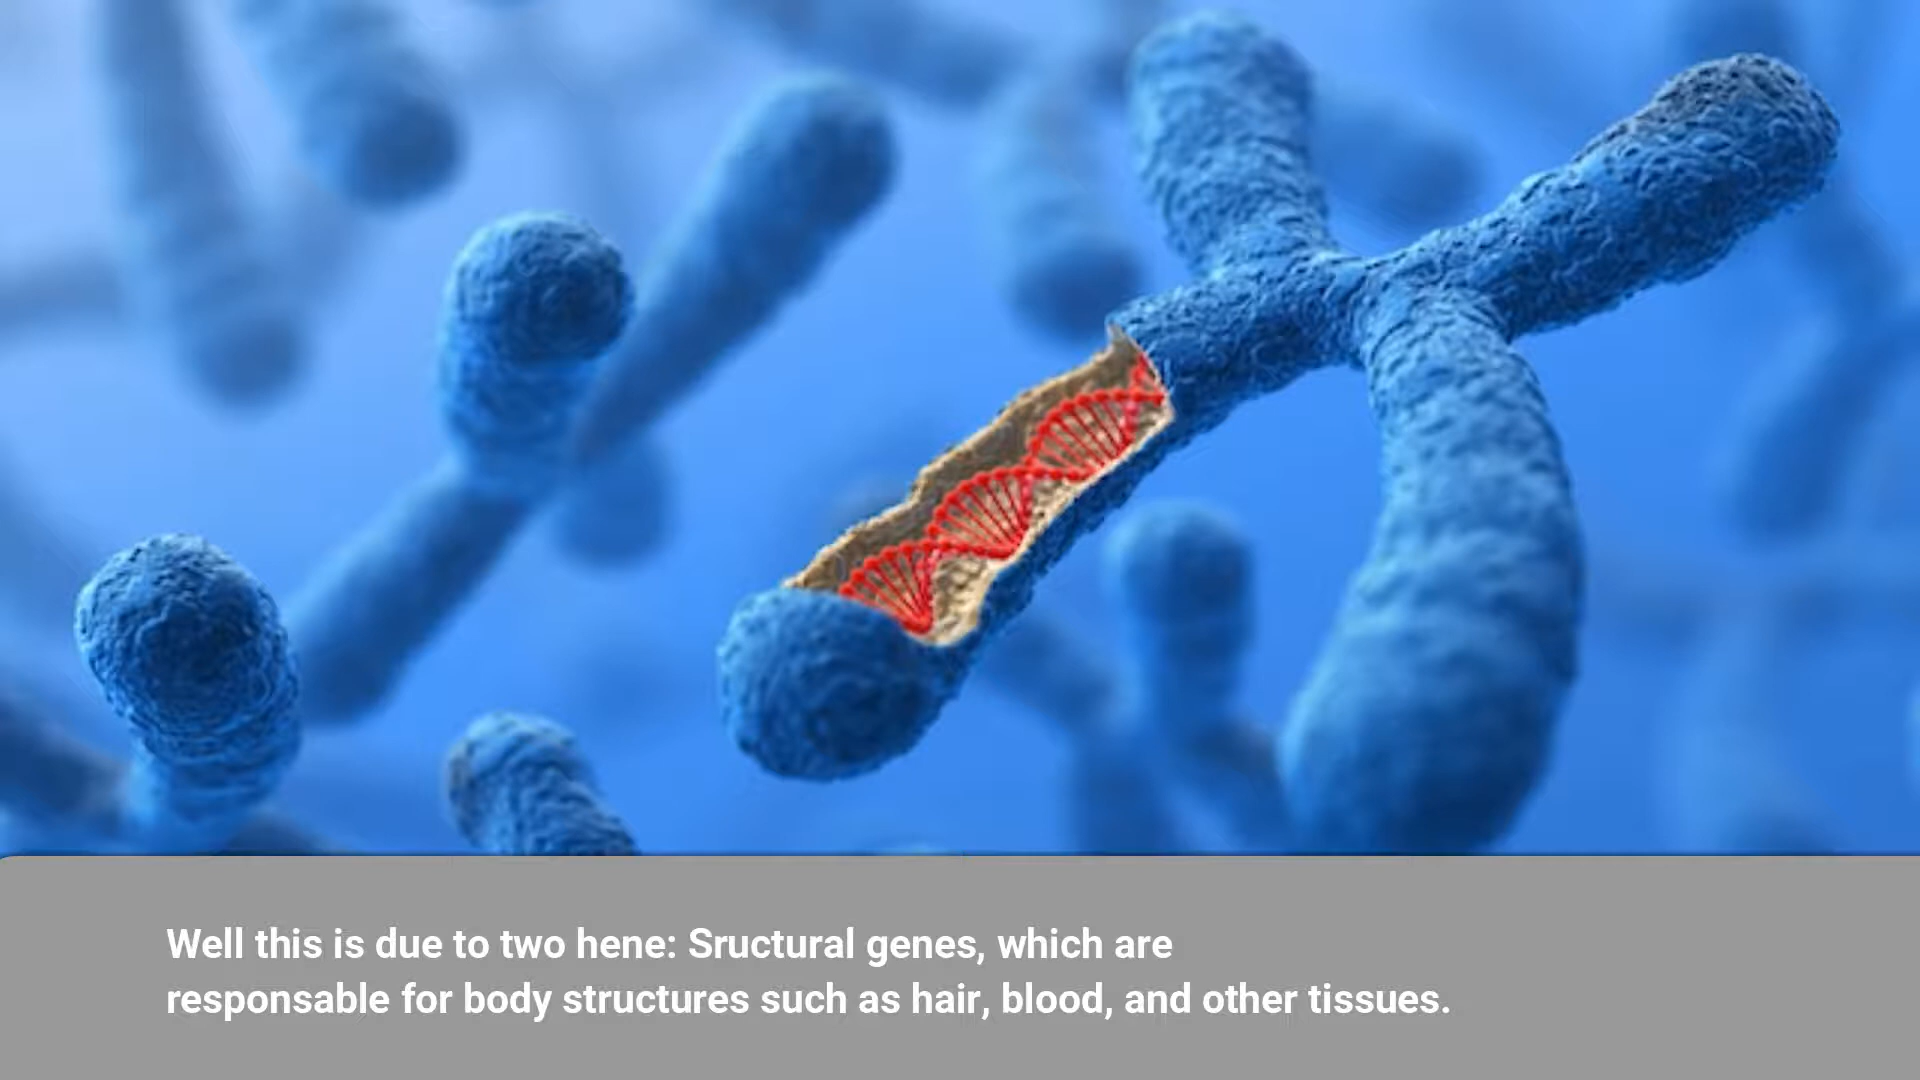 Well this is due to two hene: Sructural genes, which are
responsable for body structures such as hair, blood, and other tissues.